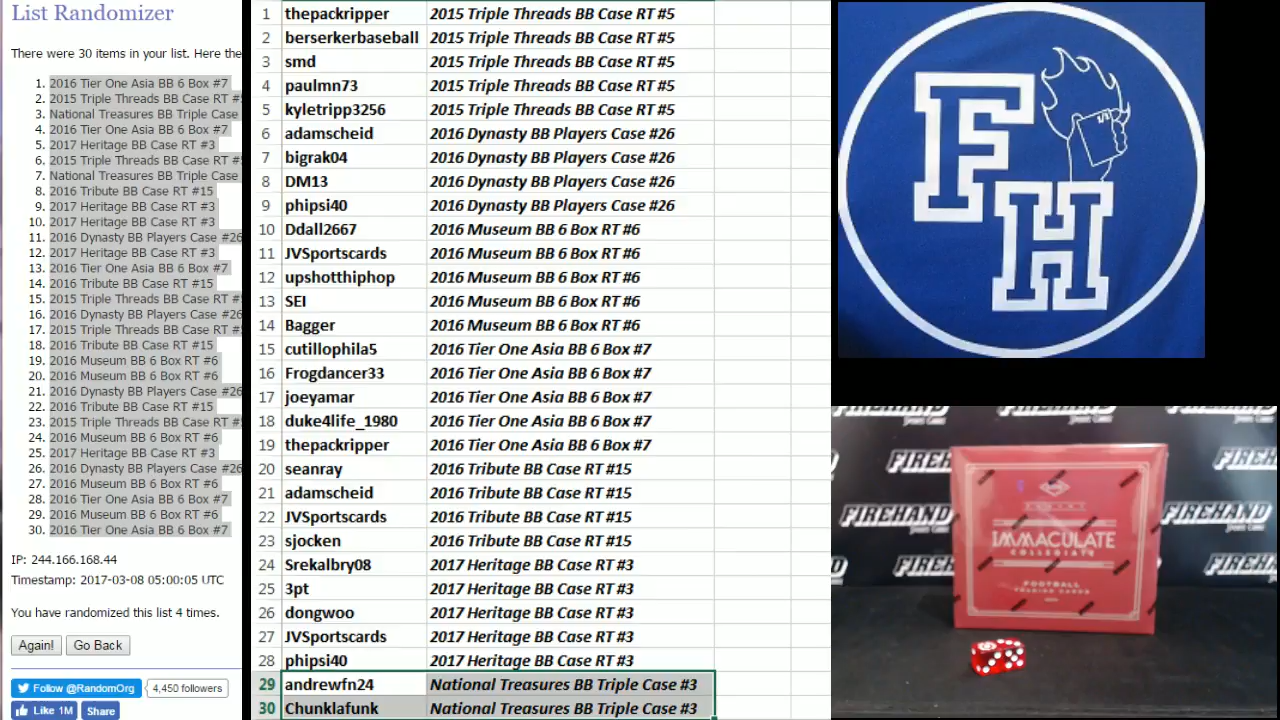 List Randomizer
There were 30 items in your list. Here the
1. 2016 Tier One Asia BB 6 Box #7
2. 2015 Triple Threads BB Case RT #5
3. National Treasures BB Triple Case
4. 2016 Tier One Asia BB 6 Box #7
5. 2017 Heritage BB Case RT #3
6. 2015 Triple Threads BB Case RT #5
7. National Treasures BB Triple Case
8. 2016 Tribute BB Case RT #15
9. 2017 Heritage BB Case RT #3
10. 2017 Heritage BB Case RT #3
11. 2016 Dynasty BB Players Case #26
12. 2017 Heritage BB Case RT #3
13. 2016 Tier One Asia BB 6 Box #7
14. 2016 Tribute BB Case RT #15
15. 2015 Triple Threads BB Case RT #5
16. 2016 Dynasty BB Players Case #26
17. 2015 Triple Threads BB Case RT #5
18. 2016 Tribute BB Case RT #15
19. 2016 Museum BB 6 Box RT #6
20. 2016 Museum BB 6 Box RT #6
21. 2016 Dynasty BB Players Case #26
22. 2016 Tribute BB Case RT #15
23. 2015 Triple Threads BB Case RT #5
24. 2016 Museum BB 6 Box RT #6
25. 2017 Heritage BB Case RT #3
26. 2016 Dynasty BB Players Case #26
27. 2016 Museum BB 6 Box RT #6
28. 2016 Tier One Asia BB 6 Box #7
29. 2016 Museum BB 6 Box RT #6
30. 2016 Tier One Asia BB 6 Box #7
IP: 244.166.168.44
Timestamp: 2017-03-08 05:00:05 UTC
You have randomized this list 4 times.
Again! Go Back
Follow @RandomOrg 4,450 followers
Like 1M Share
1 thepackripper 2015 Triple Threads BB Case RT #5
2 berserkerbaseball 2015 Triple Threads BB Case RT #5
3 smd 2015 Triple Threads BB Case RT #5
4 paulmn73 2015 Triple Threads BB Case RT #5
5 kyletripp3256 2015 Triple Threads BB Case RT #5
6 adamscheid 2016 Dynasty BB Players Case #26
7 bigrak04 2016 Dynasty BB Players Case #26
8 DM13 2016 Dynasty BB Players Case #26
9 phipsi40 2016 Dynasty BB Players Case #26
10 Ddall2667 2016 Museum BB 6 Box RT #6
11 JVSportscards 2016 Museum BB 6 Box RT #6
12 upshotthiphop 2016 Museum BB 6 Box RT #6
13 SEI 2016 Museum BB 6 Box RT #6
14 Bagger 2016 Museum BB 6 Box RT #6
15 cutillophila5 2016 Tier One Asia BB 6 Box #7
16 Frogdancer33 2016 Tier One Asia BB 6 Box #7
17 joeyamar 2016 Tier One Asia BB 6 Box #7
18 duke4life_1980 2016 Tier One Asia BB 6 Box #7
19 thepackripper 2016 Tier One Asia BB 6 Box #7
20 seanray 2016 Tribute BB Case RT #15
21 adamscheid 2016 Tribute BB Case RT #15
22 JVSportscards 2016 Tribute BB Case RT #15
23 sjocken 2016 Tribute BB Case RT #15
24 Srekalbry08 2017 Heritage BB Case RT #3
25 3pt 2017 Heritage BB Case RT #3
26 dongwoo 2017 Heritage BB Case RT #3
27 JVSportscards 2017 Heritage BB Case RT #3
28 phipsi40 2017 Heritage BB Case RT #3
29 andrewfn24 National Treasures BB Triple Case #3
30 Chunklafunk National Treasures BB Triple Case #3
FH
1/1
FIREHAND
FIREHAND
FIREHAND
PANINI
IMMACULATE
COLLEGIATE
FOOTBALL
TRADING CARDS